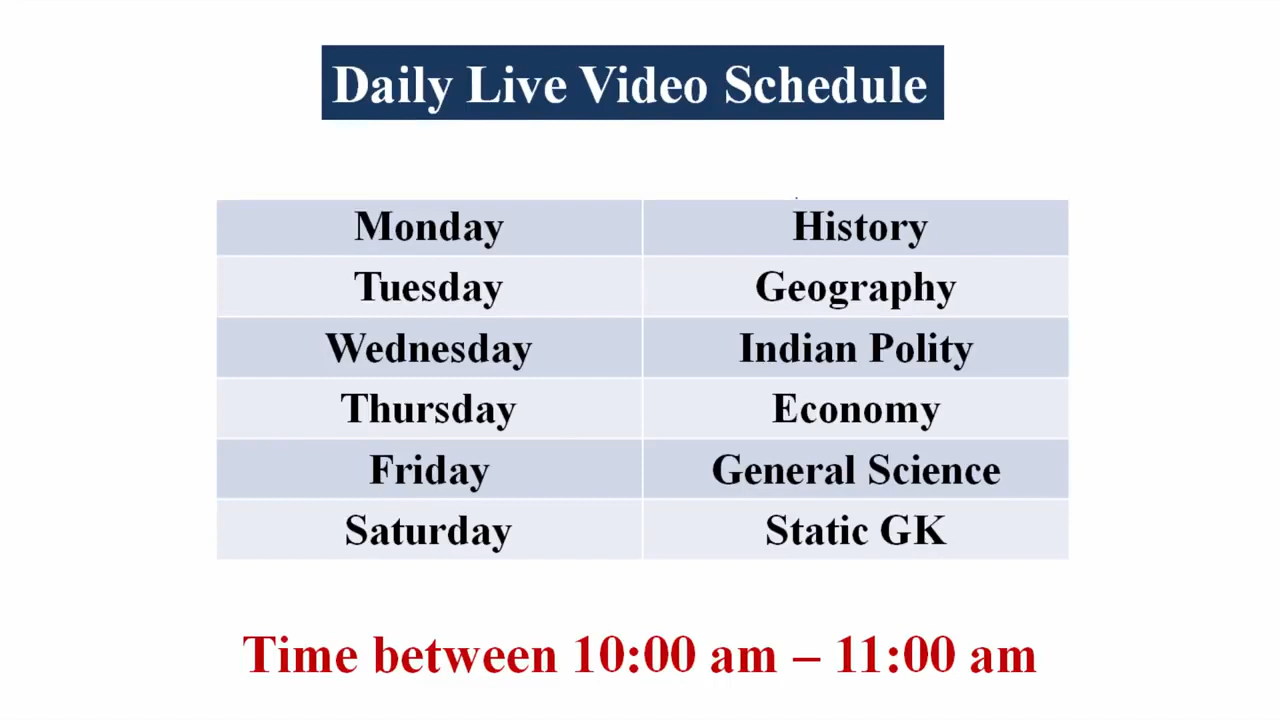 Daily Live Video Schedule
Monday History
Tuesday Geography
Wednesday Indian Polity
Thursday Economy
Friday General Science
Saturday Static GK
Time between 10:00 am – 11:00 am